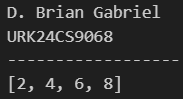 D. Brian Gabriel
URK24CS9068
------------------
[2, 4, 6, 8]